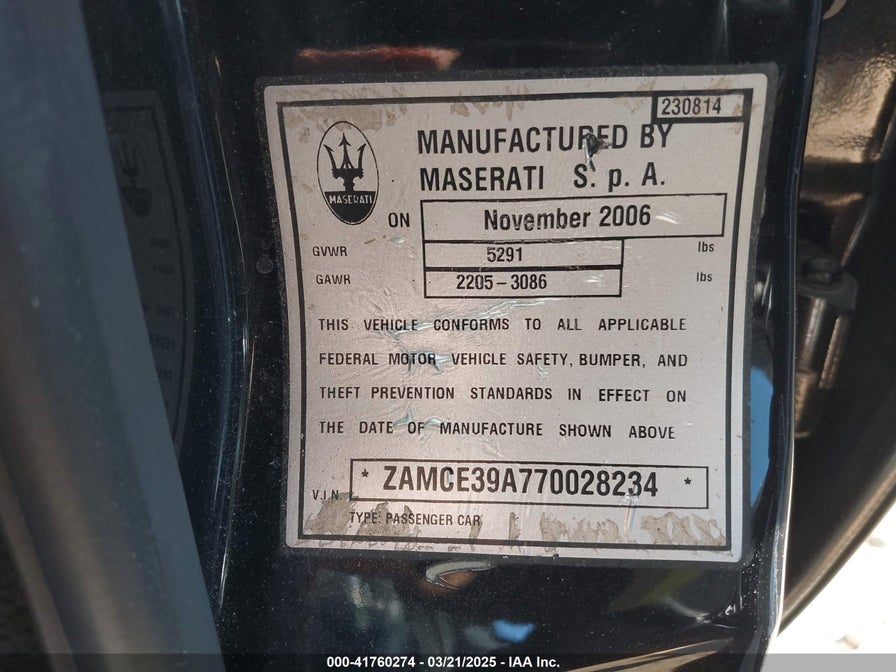 230814
MANUFACTURED BY
MASERATI S. p. A.
MASERATI
ON November 2006
GVWR 5291 lbs
GAWR 2205-3086 lbs
THIS VEHICLE CONFORMS TO ALL APPLICABLE
FEDERAL MOTOR VEHICLE SAFETY, BUMPER, AND
THEFT PREVENTION STANDARDS IN EFFECT ON
THE DATE OF MANUFACTURE SHOWN ABOVE
V.I.N. * ZAMCE39A770028234 *
TYPE: PASSENGER CAR
000-41760274 - 03/21/2025 - IAA Inc.